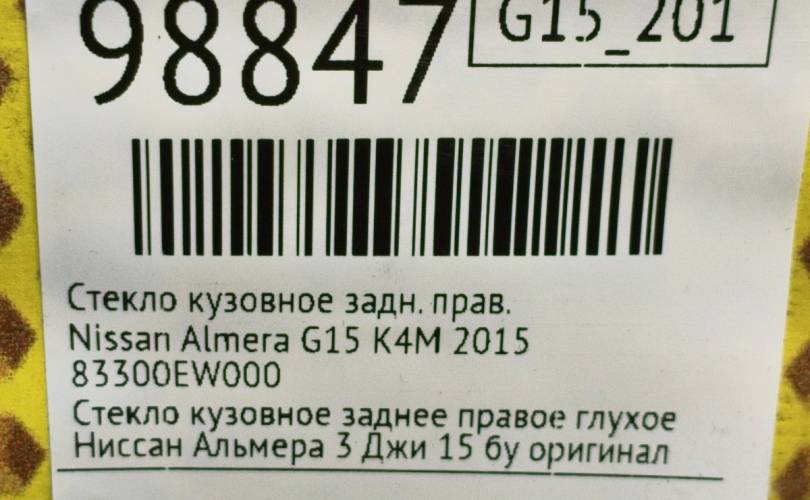 98847
G15_201
Стекло кузовное задн. прав.
Nissan Almera G15 K4M 2015
83300EW000
Стекло кузовное заднее правое глухое
Ниссан Альмера 3 Джи 15 бу оригинал